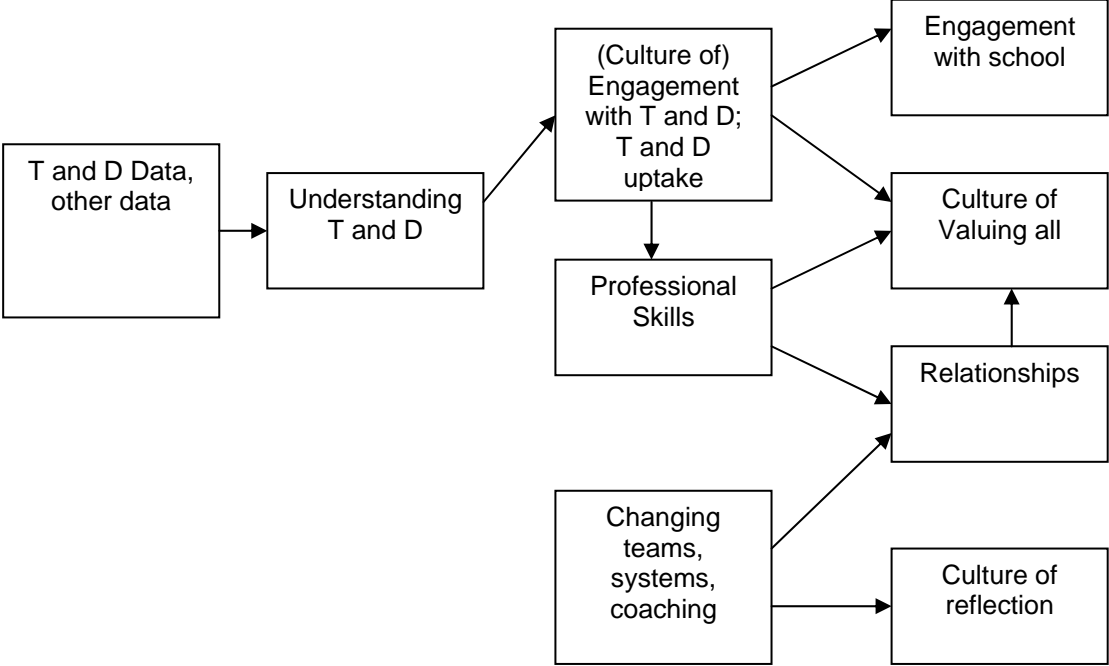 T and D Data,
other data
Understanding
T and D
(Culture of)
Engagement
with T and D;
T and D
uptake
Professional
Skills
Changing
teams,
systems,
coaching
Engagement
with school
Culture of
Valuing all
Relationships
Culture of
reflection